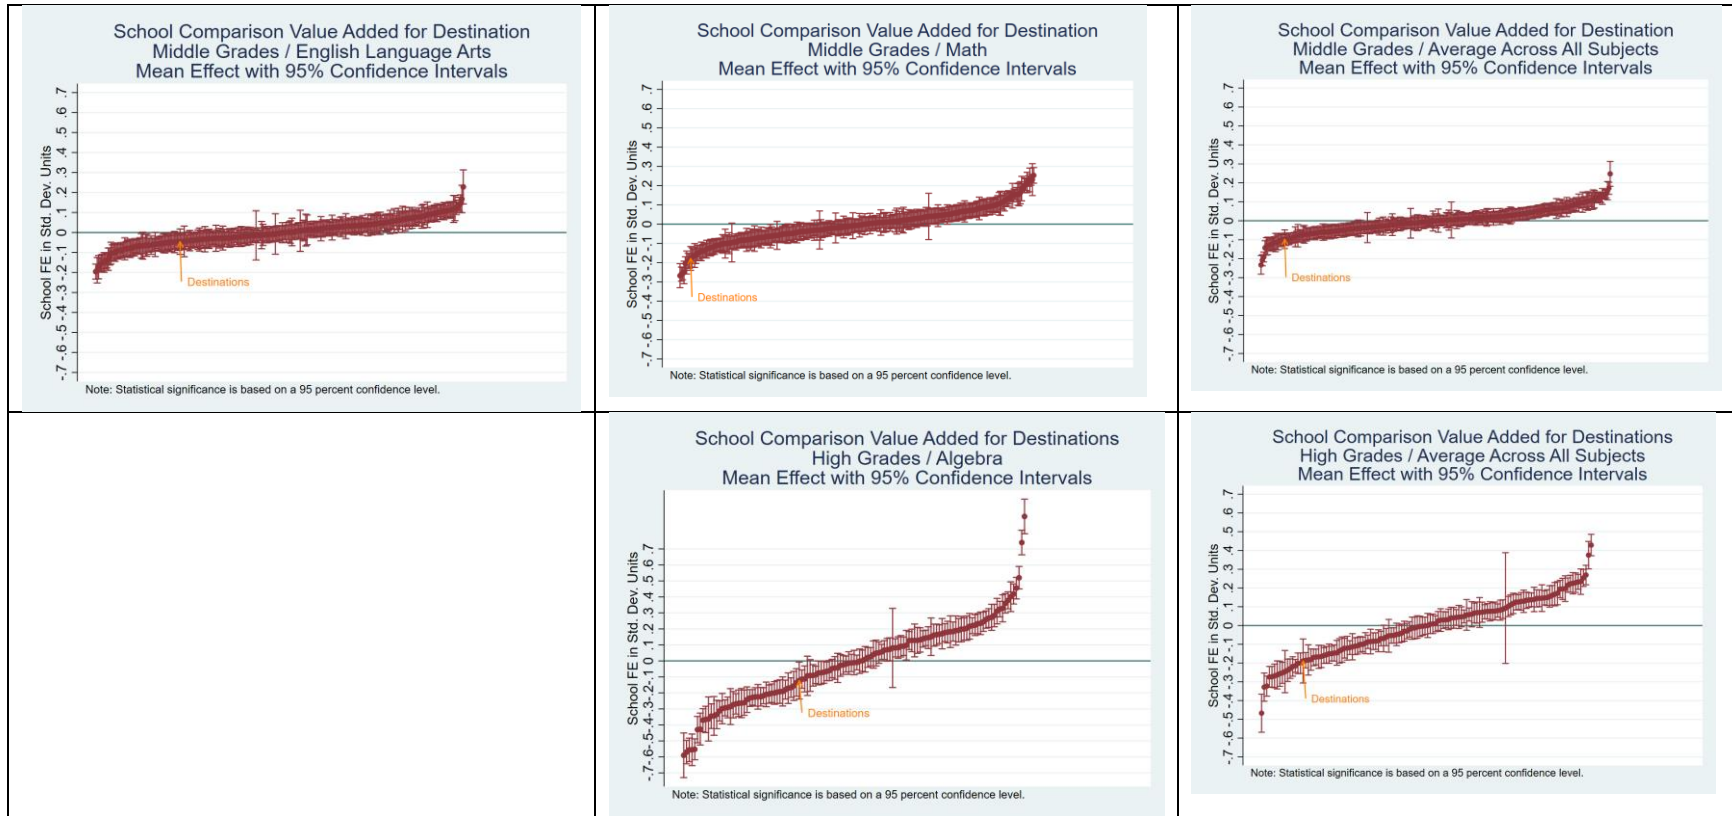 School Comparison Value Added for Destination
Middle Grades / English Language Arts
Mean Effect with 95% Confidence Intervals
School FE in Std. Dev. Units
-.7 -.6 -.5 -.4 -.3 -.2 -.1 0 .1 .2 .3 .4 .5 .6 .7
Destinations
Note: Statistical significance is based on a 95 percent confidence level.
School Comparison Value Added for Destination
Middle Grades / Math
Mean Effect with 95% Confidence Intervals
School FE in Std. Dev. Units
-.7 -.6 -.5 -.4 -.3 -.2 -.1 0 .1 .2 .3 .4 .5 .6 .7
Destinations
Note: Statistical significance is based on a 95 percent confidence level.
School Comparison Value Added for Destination
Middle Grades / Average Across All Subjects
Mean Effect with 95% Confidence Intervals
School FE in Std. Dev. Units
-.7 -.6 -.5 -.4 -.3 -.2 -.1 0 .1 .2 .3 .4 .5 .6 .7
Destinations
Note: Statistical significance is based on a 95 percent confidence level.
School Comparison Value Added for Destinations
High Grades / Algebra
Mean Effect with 95% Confidence Intervals
School FE in Std. Dev. Units
-.7 -.6 -.5 -.4 -.3 -.2 -.1 0 .1 .2 .3 .4 .5 .6 .7
Destinations
Note: Statistical significance is based on a 95 percent confidence level.
School Comparison Value Added for Destinations
High Grades / Average Across All Subjects
Mean Effect with 95% Confidence Intervals
School FE in Std. Dev. Units
-.7 -.6 -.5 -.4 -.3 -.2 -.1 0 .1 .2 .3 .4 .5 .6 .7
Destinations
Note: Statistical significance is based on a 95 percent confidence level.